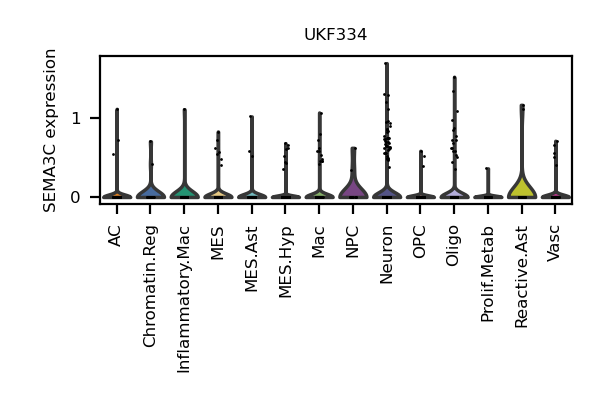 UKF334
SEMA3C expression
1
0
AC
Chromatin.Reg
Inflammatory.Mac
MES
MES.Ast
MES.Hyp
Mac
NPC
Neuron
OPC
Oligo
Prolif.Metab
Reactive.Ast
Vasc